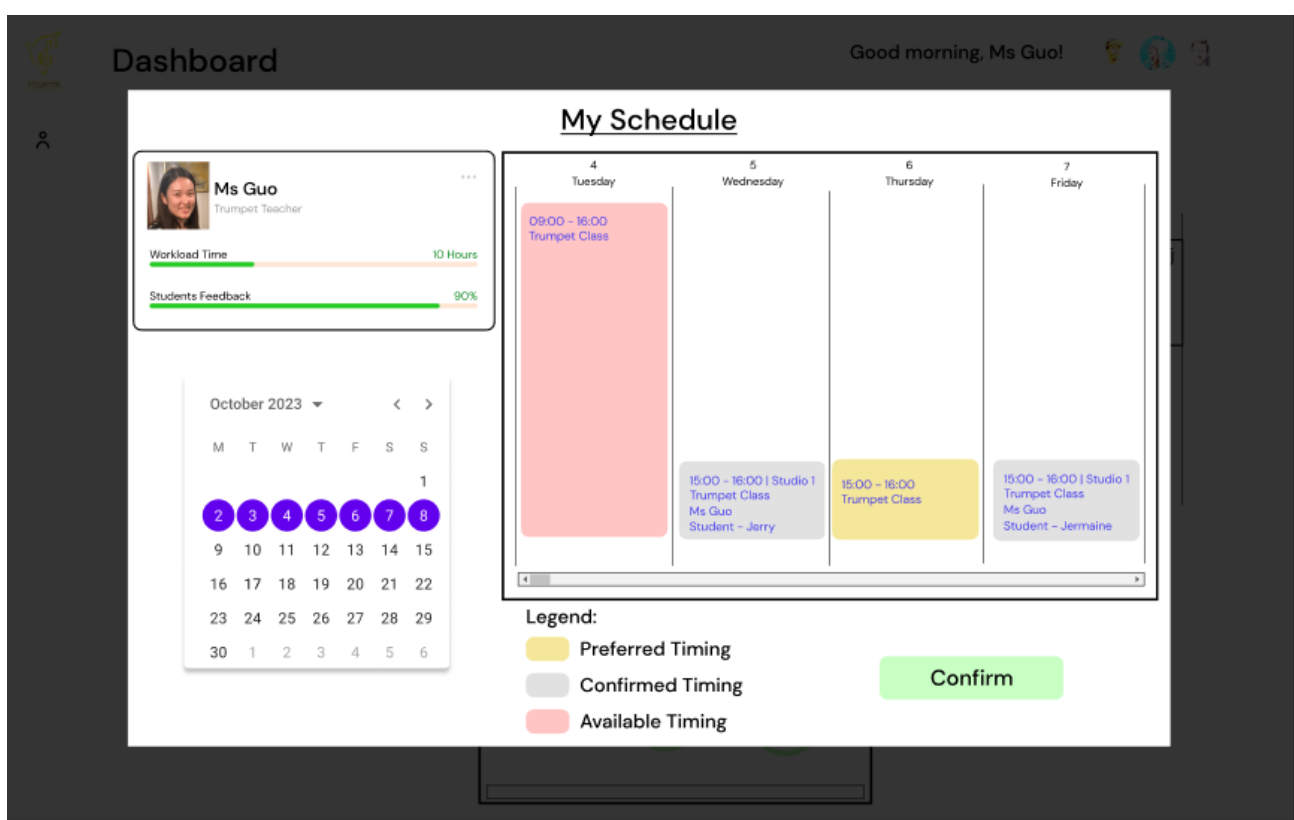 Dashboard
Good morning, Ms Guo!
My Schedule
Ms Guo
Trumpet Teacher
Workload Time
10 Hours
Students Feedback
90%
October 2023
M T W T F S S
1
2 3 4 5 6 7 8
9 10 11 12 13 14 15
16 17 18 19 20 21 22
23 24 25 26 27 28 29
30 1 2 3 4 5 6
4
Tuesday
09:00 - 16:00
Trumpet Class
5
Wednesday
15:00 - 16:00 | Studio 1
Trumpet Class
Ms Guo
Student - Jerry
6
Thursday
15:00 - 16:00
Trumpet Class
7
Friday
15:00 - 16:00 | Studio 1
Trumpet Class
Ms Guo
Student - Jermaine
Legend:
Preferred Timing
Confirmed Timing
Available Timing
Confirm